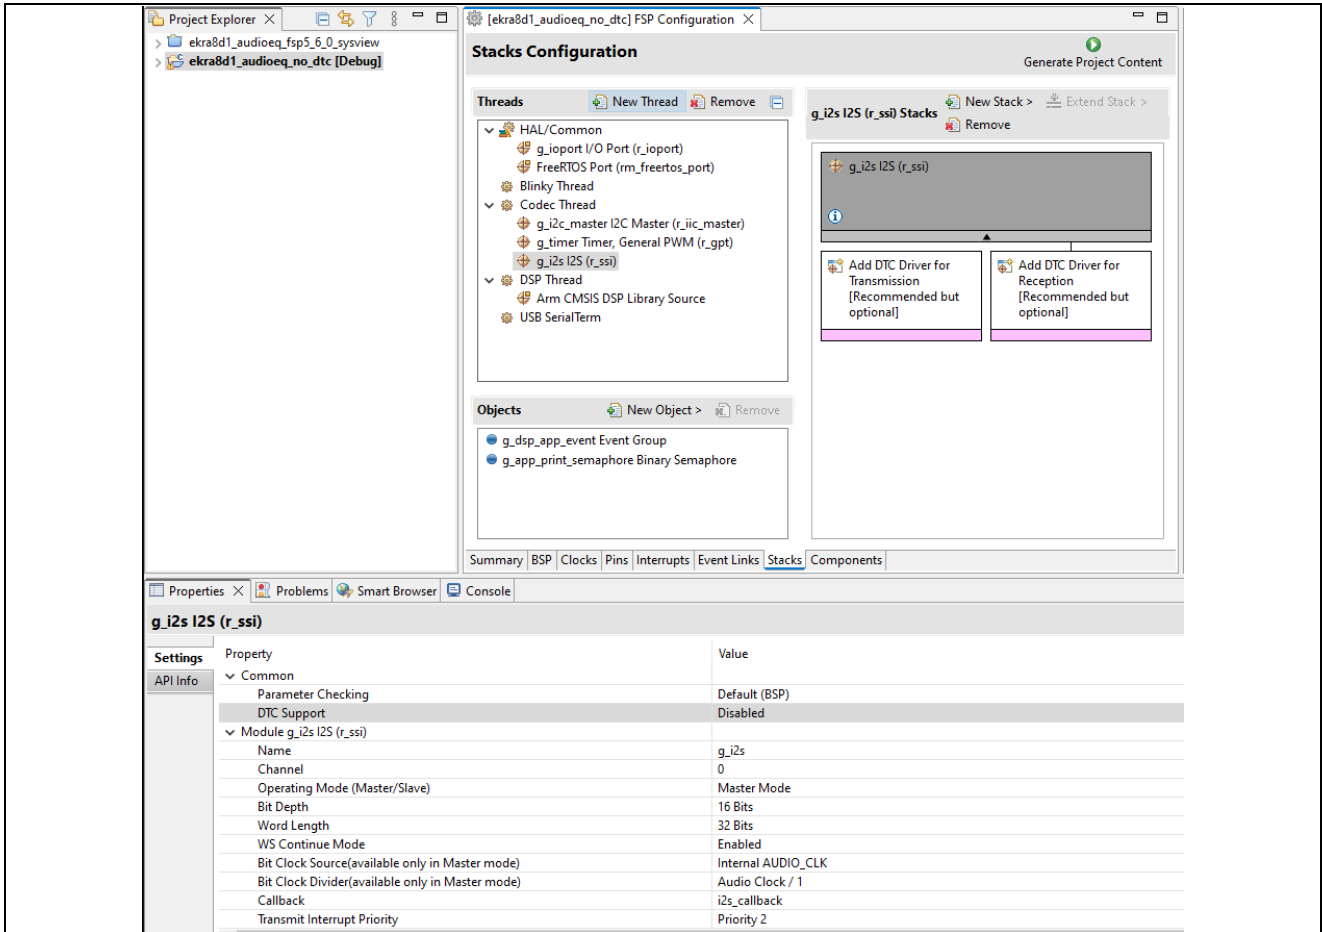 Project Explorer
ekra8d1_audioeq_fsp5_6_0_sysview
ekra8d1_audioeq_no_dtc [Debug]
[ekra8d1_audioeq_no_dtc] FSP Configuration
Stacks Configuration
Generate Project Content
Threads
New Thread
Remove
HAL/Common
g_ioport I/O Port (r_ioport)
FreeRTOS Port (rm_freertos_port)
Blinky Thread
Codec Thread
g_i2c_master I2C Master (r_iic_master)
g_timer Timer, General PWM (r_gpt)
g_i2s I2S (r_ssi)
DSP Thread
Arm CMSIS DSP Library Source
USB SerialTerm
Objects
New Object >
Remove
g_dsp_app_event Event Group
g_app_print_semaphore Binary Semaphore
g_i2s I2S (r_ssi) Stacks
New Stack >
Extend Stack >
Remove
g_i2s I2S (r_ssi)
Add DTC Driver for
Transmission
[Recommended but
optional]
Add DTC Driver for
Reception
[Recommended but
optional]
Summary BSP Clocks Pins Interrupts Event Links Stacks Components
Properties Problems Smart Browser Console
g_i2s I2S (r_ssi)
Settings
API Info
Property Value
Common
Parameter Checking Default (BSP)
DTC Support Disabled
Module g_i2s I2S (r_ssi)
Name g_i2s
Channel 0
Operating Mode (Master/Slave) Master Mode
Bit Depth 16 Bits
Word Length 32 Bits
WS Continue Mode Enabled
Bit Clock Source(available only in Master mode) Internal AUDIO_CLK
Bit Clock Divider(available only in Master mode) Audio Clock / 1
Callback i2s_callback
Transmit Interrupt Priority Priority 2